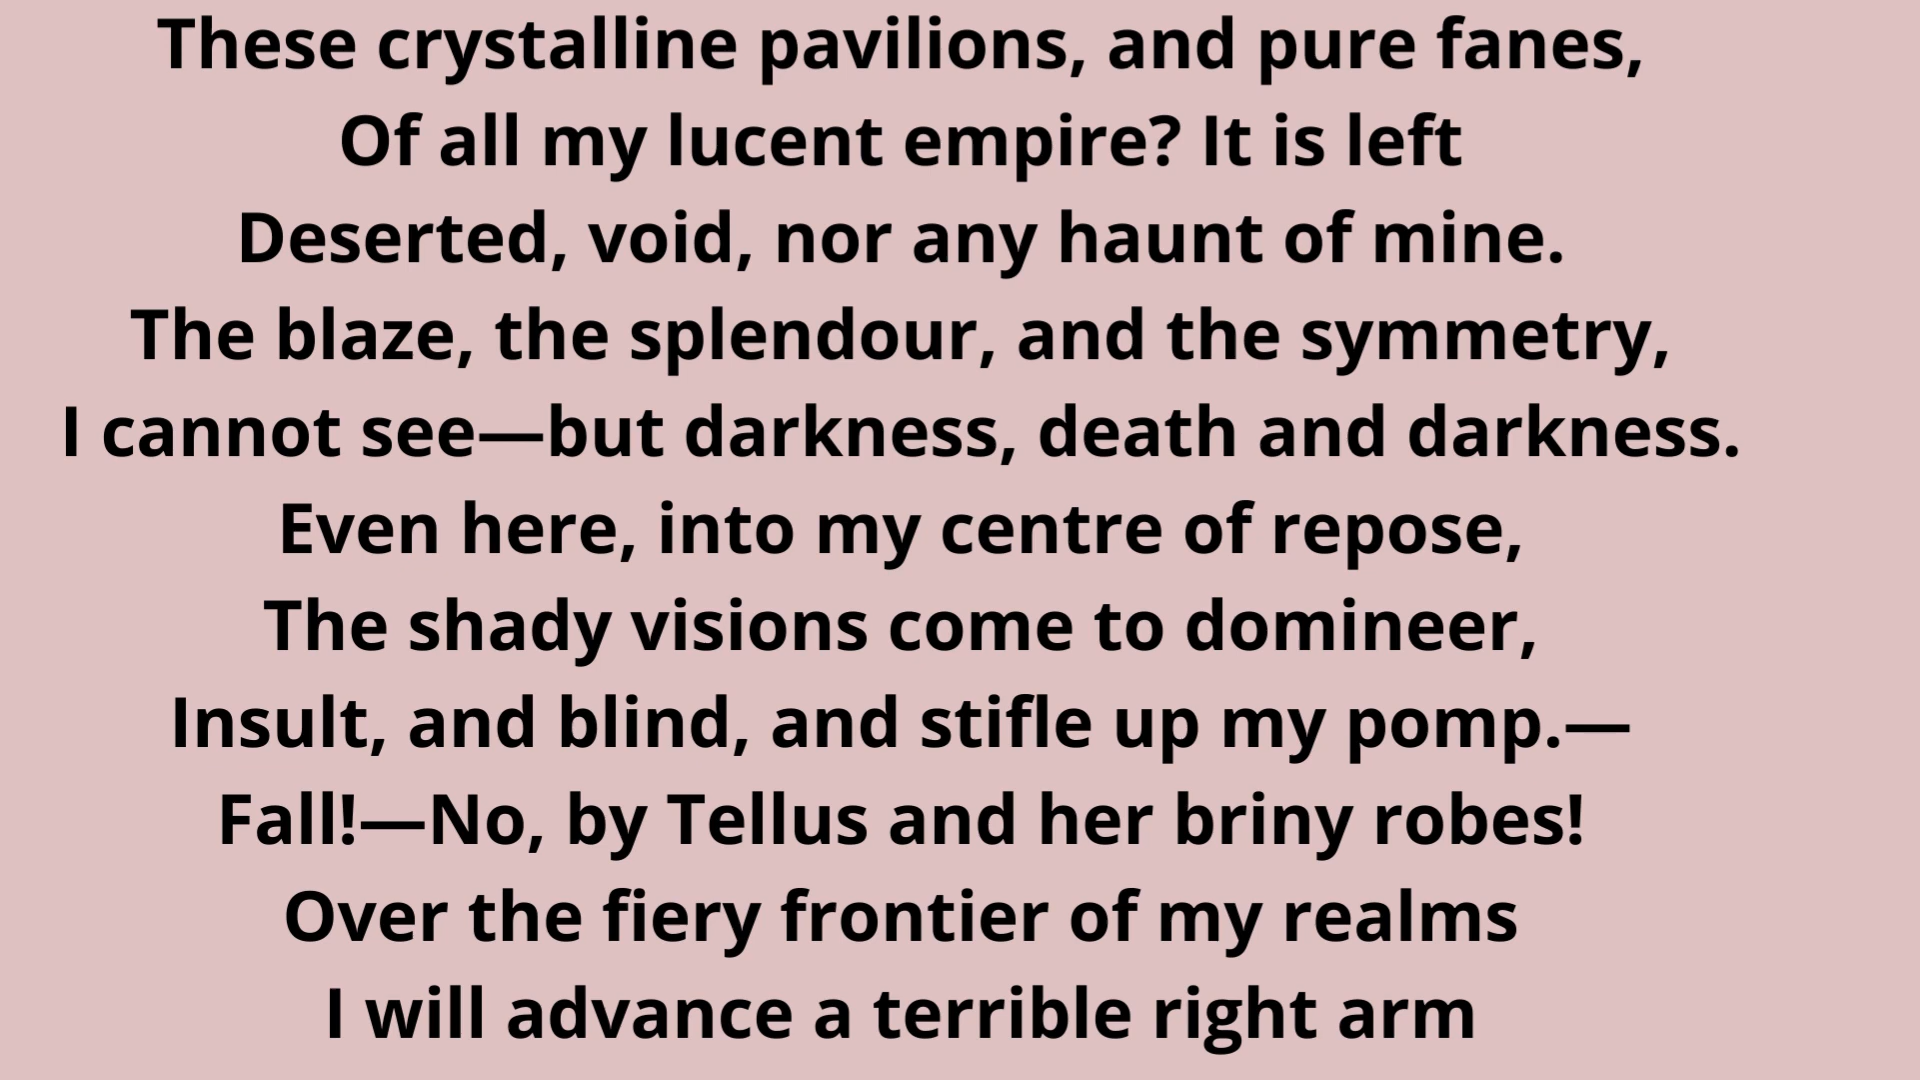 These crystalline pavilions, and pure fanes,
Of all my lucent empire? It is left
Deserted, void, nor any haunt of mine.
The blaze, the splendour, and the symmetry,
I cannot see—but darkness, death and darkness.
Even here, into my centre of repose,
The shady visions come to domineer,
Insult, and blind, and stifle up my pomp.—
Fall!—No, by Tellus and her briny robes!
Over the fiery frontier of my realms
I will advance a terrible right arm